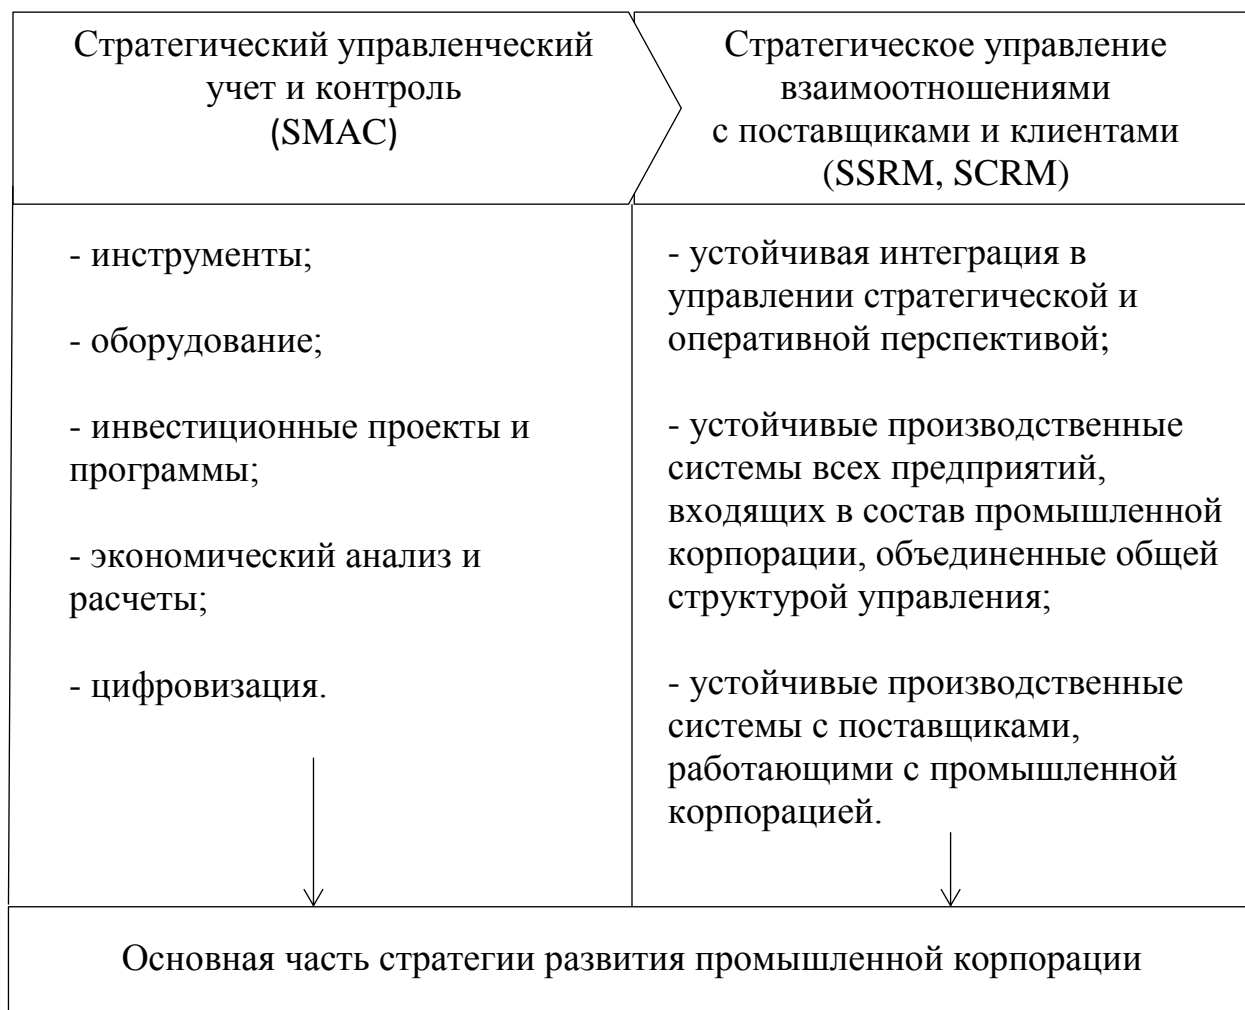 Стратегический управленческий
учет и контроль
(SMAC)
Стратегическое управление
взаимоотношениями
с поставщиками и клиентами
(SSRM, SCRM)
- инструменты;
- оборудование;
- инвестиционные проекты и
программы;
- экономический анализ и
расчеты;
- цифровизация.
- устойчивая интеграция в
управлении стратегической и
оперативной перспективой;
- устойчивые производственные
системы всех предприятий,
входящих в состав промышленной
корпорации, объединенные общей
структурой управления;
- устойчивые производственные
системы с поставщиками,
работающими с промышленной
корпорацией.
Основная часть стратегии развития промышленной корпорации